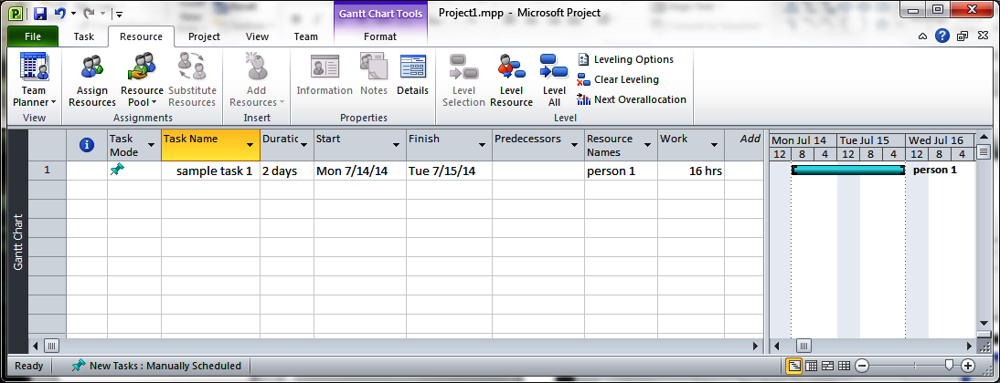 Gantt Chart Tools Project1.mpp - Microsoft Project
File Task Resource Project View Team Format
Team Planner
Assign Resources
Resource Pool
Substitute Resources
Add Resources
Information
Notes
Details
Level Selection
Level Resource
Level All
Leveling Options
Clear Leveling
Next Overallocation
View Assignments Insert Properties Level
Task Mode Task Name Duratic Start Finish Predecessors Resource Names Work Add
Mon Jul 14 Tue Jul 15 Wed Jul 16
12 8 4 12 8 4 12 8 4
1 sample task 1 2 days Mon 7/14/14 Tue 7/15/14 person 1 16 hrs person 1
Gantt Chart
Ready New Tasks : Manually Scheduled